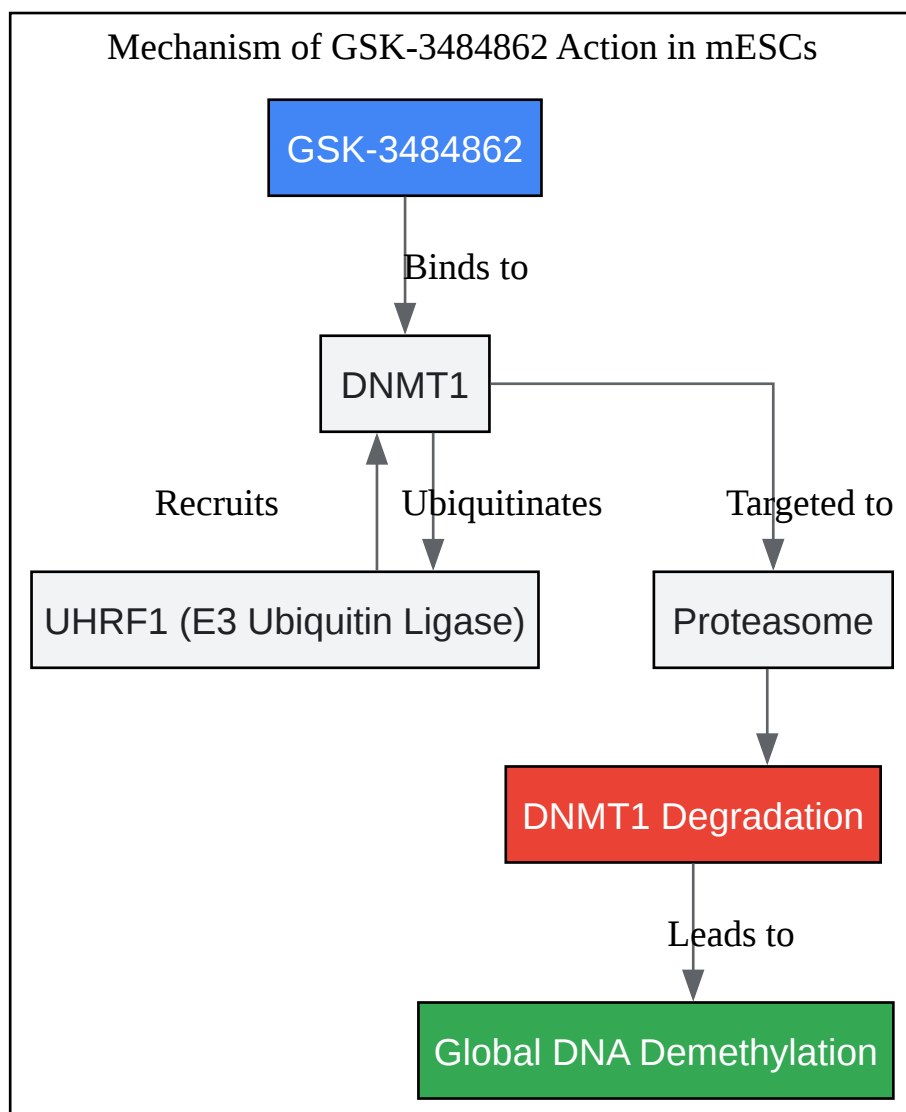 Mechanism of GSK-3484862 Action in mESCs
GSK-3484862
Binds to
DNMT1
Recruits
Ubiquitinates
Targeted to
UHRF1 (E3 Ubiquitin Ligase)
Proteasome
DNMT1 Degradation
Leads to
Global DNA Demethylation